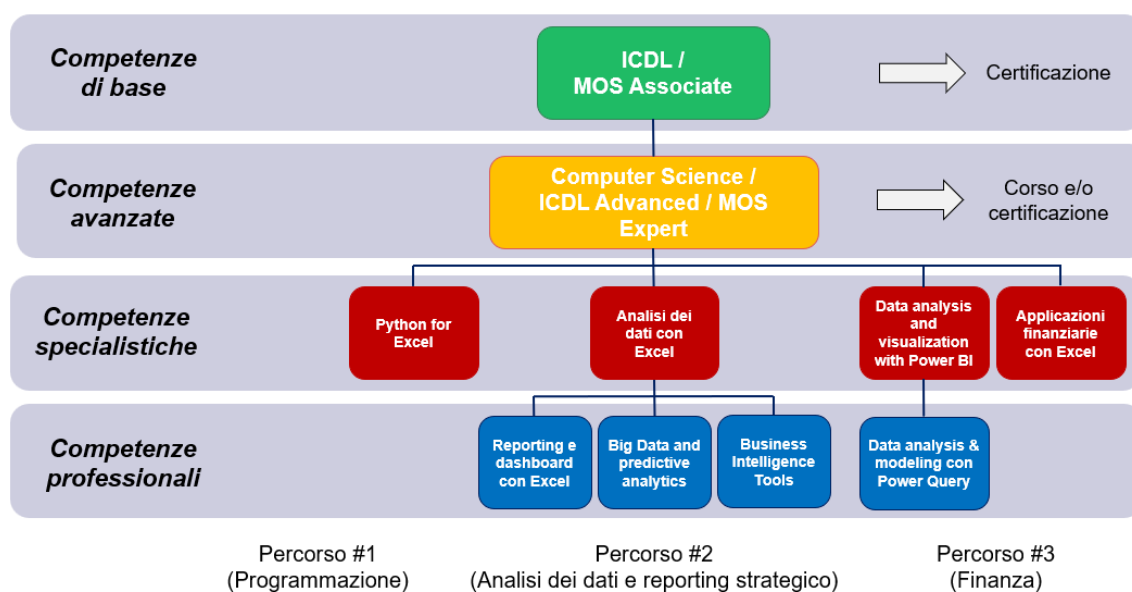 Competenze
di base
ICDL /
MOS Associate
Certificazione
Competenze
avanzate
Computer Science /
ICDL Advanced / MOS
Expert
Corso e/o
certificazione
Competenze
specialistiche
Python for
Excel
Analisi dei
dati con
Excel
Data analysis
and
visualization
with Power BI
Applicazioni
finanziarie
con Excel
Competenze
professionali
Reporting e
dashboard
con Excel
Big Data and
predictive
analytics
Business
Intelligence
Tools
Data analysis &
modeling con
Power Query
Percorso #1
(Programmazione)
Percorso #2
(Analisi dei dati e reporting strategico)
Percorso #3
(Finanza)